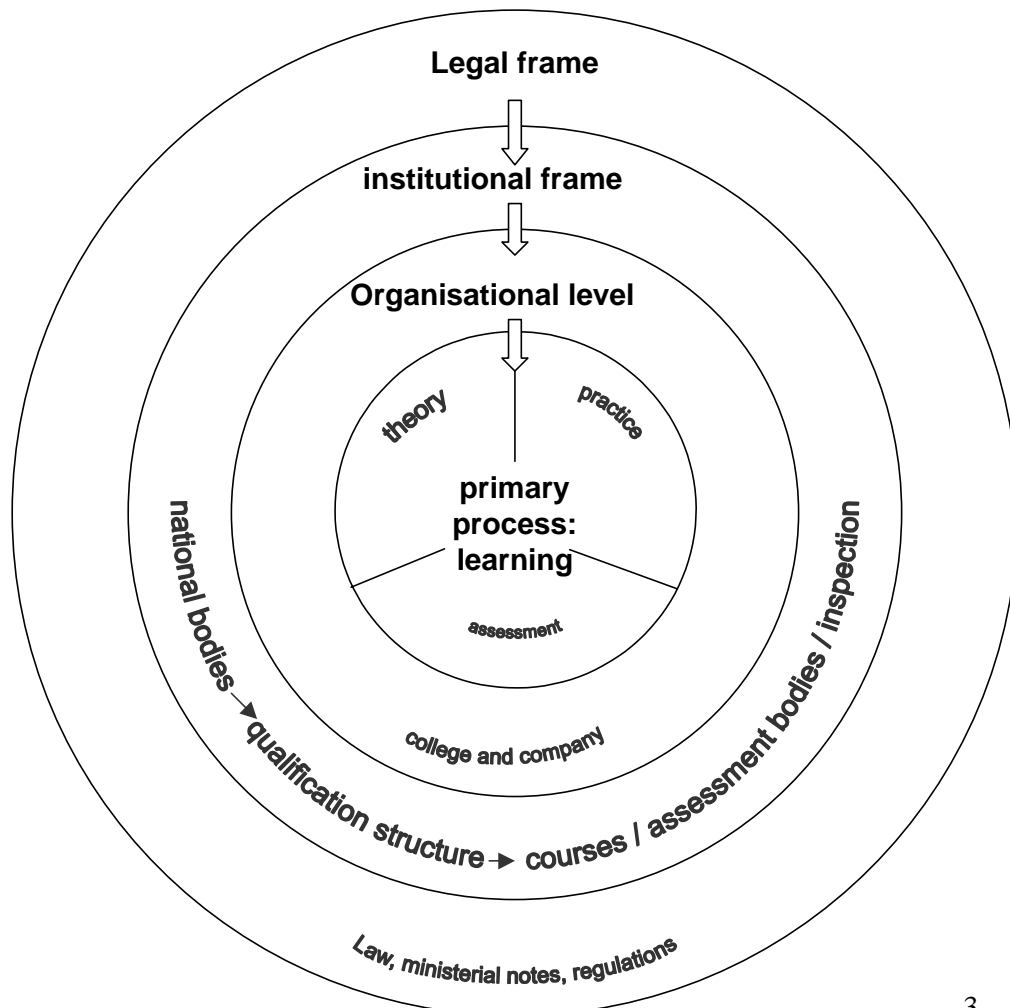 Legal frame
institutional frame
Organisational level
theory
practice
primary
process:
learning
assessment
college and company
national bodies
qualification structure
courses / assessment bodies / inspection
Law, ministerial notes, regulations
3